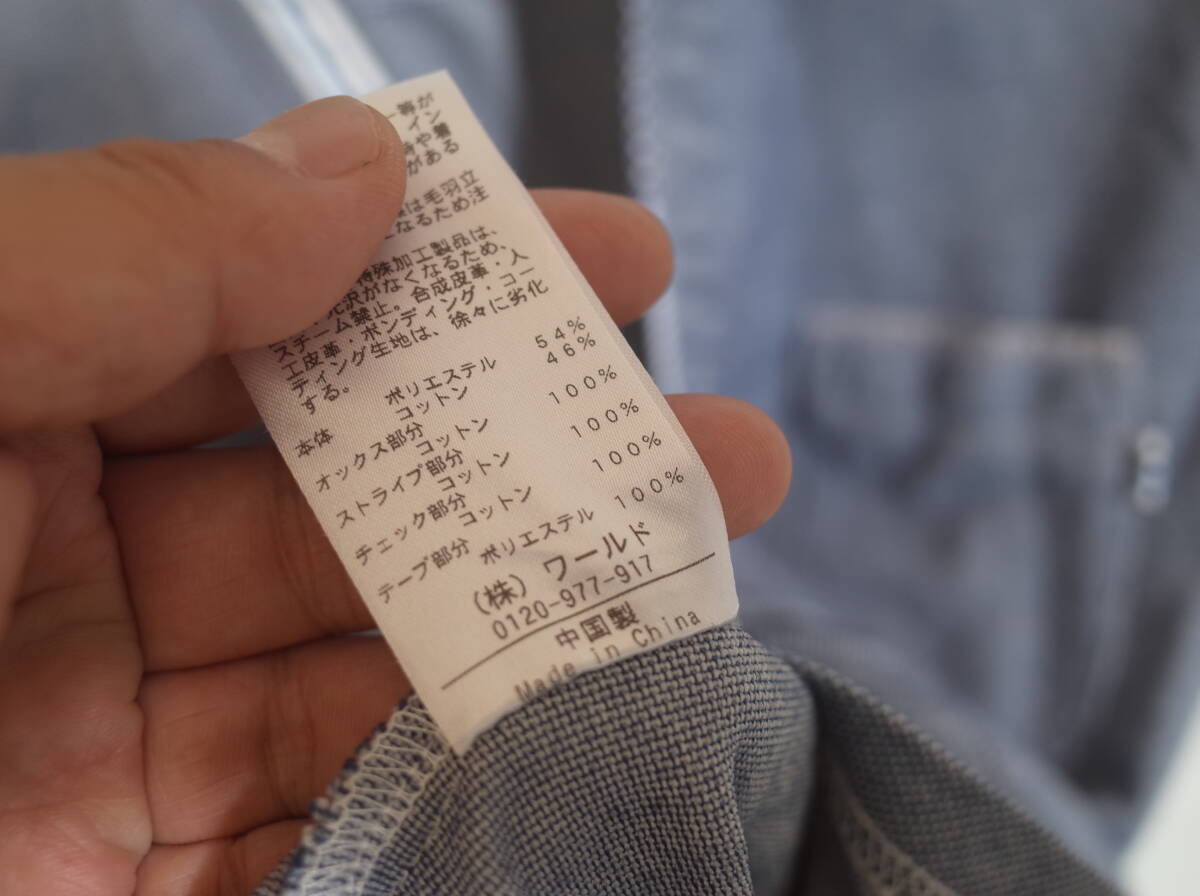 等が
イン
や着
がある
は毛羽立
なるため注
特殊加工製品は、
光沢がなくなるため、
スチーム禁止。合成皮革・人
工皮革・ボンディング・コー
ティング生地は、徐々に劣化
する。
本体 ポリエステル 54%
コットン 46%
オックス部分
コットン 100%
ストライプ部分
コットン 100%
チェック部分
コットン 100%
テープ部分
ポリエステル 100%
(株) ワールド
0120-977-917
中国製
Made in China